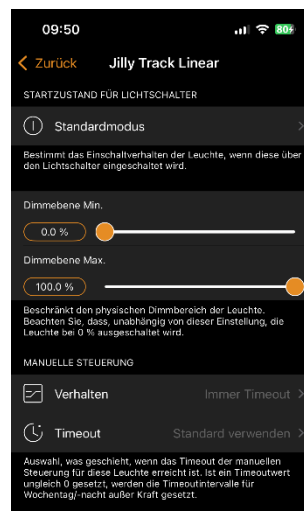 09:50
80
Zurück
Jilly Track Linear
STARTZUSTAND FÜR LICHTSCHALTER
Standardmodus
Bestimmt das Einschaltverhalten der Leuchte, wenn diese über
den Lichtschalter eingeschaltet wird.
Dimmebene Min.
0.0 %
Dimmebene Max.
100.0 %
Beschränkt den physischen Dimmbereich der Leuchte.
Beachten Sie, dass, unabhängig von dieser Einstellung, die
Leuchte bei 0 % ausgeschaltet wird.
MANUELLE STEUERUNG
Verhalten Immer Timeout
Timeout Standard verwenden
Auswahl, was geschieht, wenn das Timeout der manuellen
Steuerung für diese Leuchte erreicht ist. Ist ein Timeoutwert
ungleich 0 gesetzt, werden die Timeoutintervalle für
Wochentag/-nacht außer Kraft gesetzt.